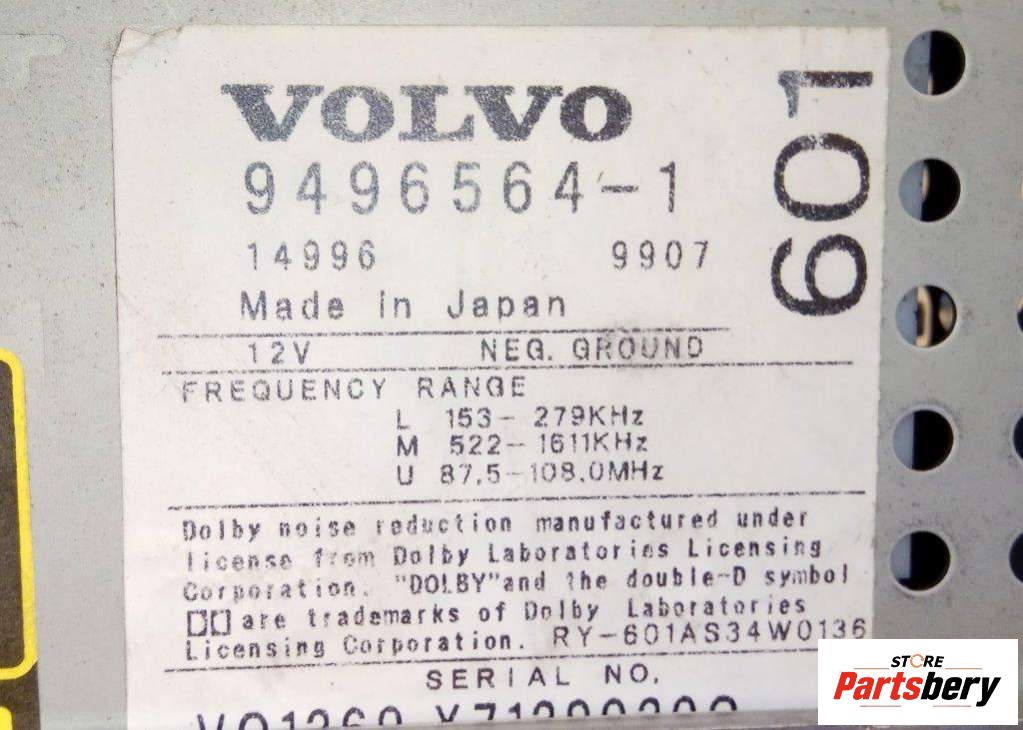 VOLVO
9496564-1
14996 9907
Made in Japan
601
12V NEG. GROUND
FREQUENCY RANGE
L 153-279KHz
M 522-1611KHz
U 87.5-108.0MHz
Dolby noise reduction manufactured under
license from Dolby Laboratories Licensing
Corporation. "DOLBY"and the double-D symbol
are trademarks of Dolby Laboratories
Licensing Corporation. RY-601AS34W0136
SERIAL NO.
STORE
Partsbery